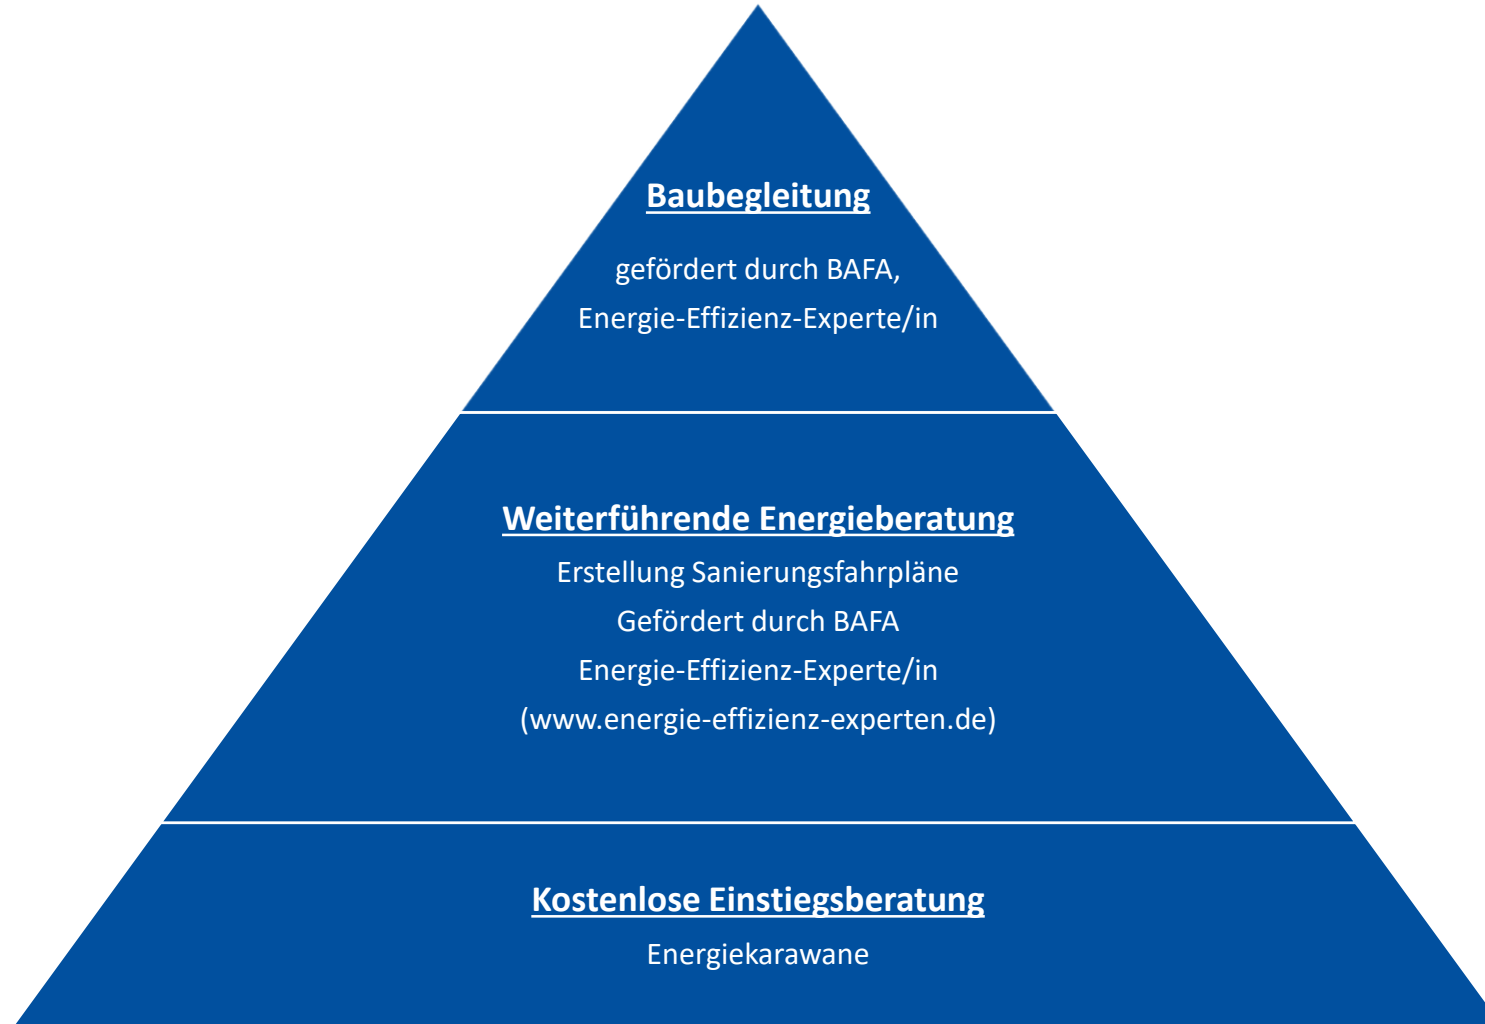 Baubegleitung
gefördert durch BAFA,
Energie-Effizienz-Experte/in
Weiterführende Energieberatung
Erstellung Sanierungsfahrpläne
Gefördert durch BAFA
Energie-Effizienz-Experte/in
(www.energie-effizienz-experten.de)
Kostenlose Einstiegsberatung
Energiekarawane